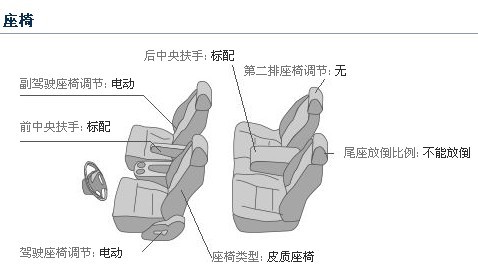 座椅
后中央扶手: 标配
第二排座椅调节: 无
副驾驶座椅调节: 电动
前中央扶手: 标配
尾座放倒比例: 不能放倒
驾驶座椅调节: 电动
座椅类型: 皮质座椅